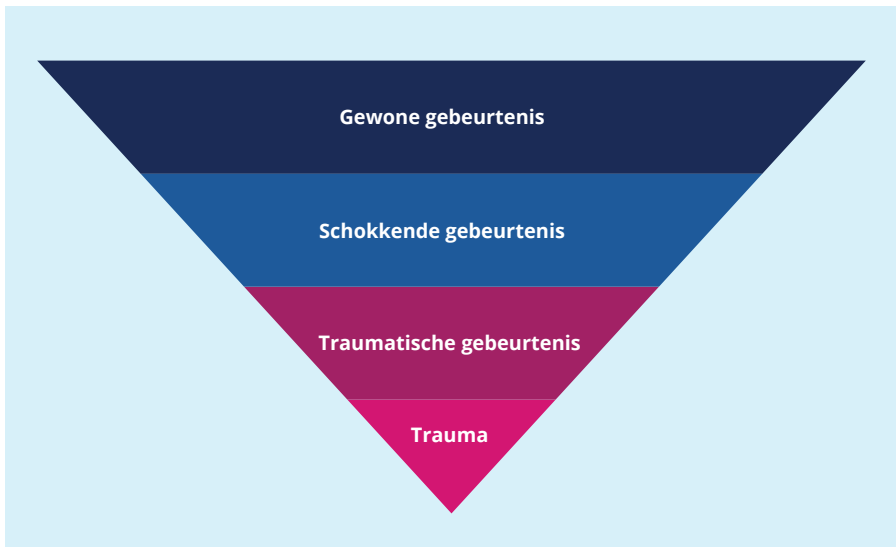 Gewone gebeurtenis
Schokkende gebeurtenis
Traumatische gebeurtenis
Trauma